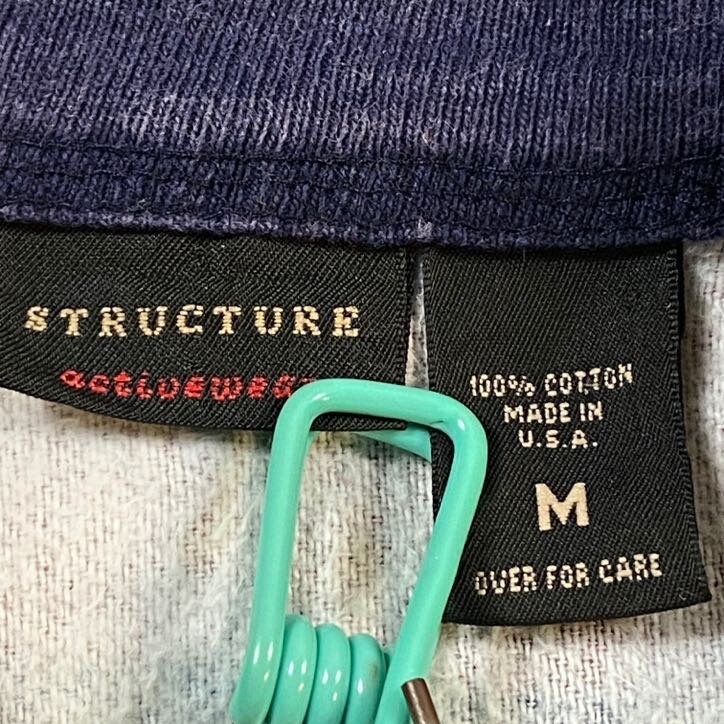 STRUCTURE
activewear
100% COTTON
MADE IN
U.S.A.
M
OVER FOR CARE